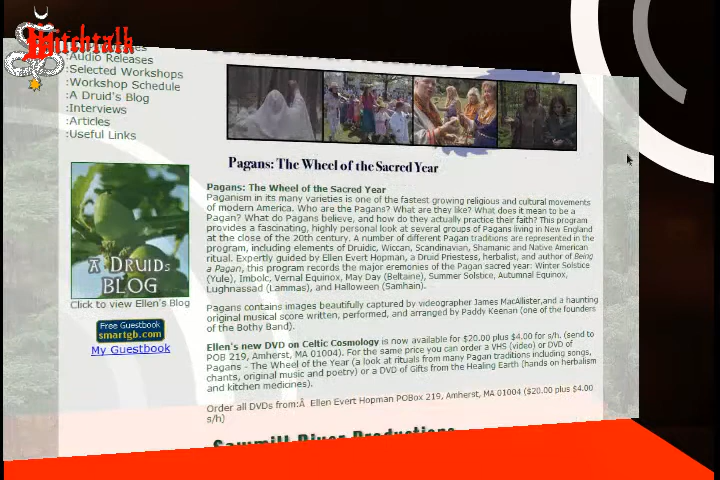 Witchtalk
:Audio Releases
:Selected Workshops
:Workshop Schedule
:A Druid's Blog
:Interviews
:Articles
:Useful Links
A DRUIDS
BLOG
Click to view Ellen's Blog
Free Guestbook
smartgb.com
My Guestbook
Pagans: The Wheel of the Sacred Year
Pagans: The Wheel of the Sacred Year
Paganism in its many varieties is one of the fastest growing religious and cultural movements
of modern America. Who are the Pagans? What are they like? What does it mean to be a
Pagan? What do Pagans believe, and how do they actually practice their faith? This program
provides a fascinating, highly personal look at several groups of Pagans living in New England
at the close of the 20th century. A number of different Pagan traditions are represented in the
program, including elements of Druidic, Wiccan, Scandinavian, Shamanic and Native American
ritual. Expertly guided by Ellen Evert Hopman, a Druid Priestess, herbalist, and author of Being
a Pagan, this program records the major ceremonies of the Pagan sacred year: Winter Solstice
(Yule), Imbolc, Vernal Equinox, May Day (Beltaine), Summer Solstice, Autumnal Equinox,
Lughnassad (Lammas), and Halloween (Samhain).
Pagans contains images beautifully captured by videographer James MacAllister,and a haunting
original musical score written, performed, and arranged by Paddy Keenan (one of the founders
of the Bothy Band).
Ellen's new DVD on Celtic Cosmology is now available for $20.00 plus $4.00 for s/h. (send to
POB 219, Amherst, MA 01004). For the same price you can order a VHS (video) or DVD of
Pagans - The Wheel of the Year (a look at rituals from many Pagan traditions including songs,
chants, original music and poetry) or a DVD of Gifts from the Healing Earth (hands on herbalism
and kitchen medicines).
Order all DVDs from:Â Ellen Evert Hopman POBox 219, Amherst, MA 01004 ($20.00 plus $4.00
s/h)
Sawmill River Productions